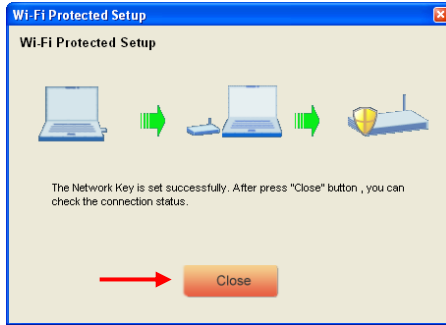 Wi-Fi Protected Setup
Wi-Fi Protected Setup
The Network Key is set successfully. After press "Close" button , you can
check the connection status.
Close